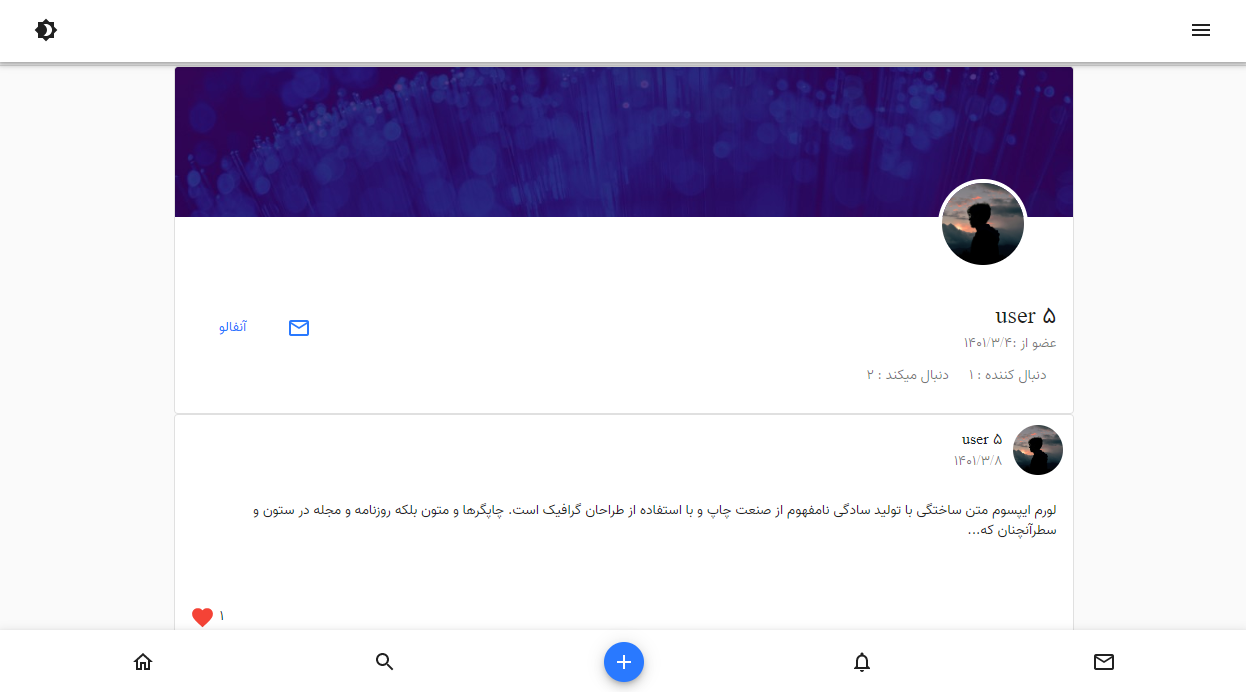 user ۵
عضو از :۱۴۰۱/۳/۴
دنبال کننده : ۱ دنبال میکند : ۲
آنفالو
user ۵
۱۴۰۱/۳/۸
لورم ایپسوم متن ساختگی با تولید سادگی نامفهوم از صنعت چاپ و با استفاده از طراحان گرافیک است. چاپگرها و متون بلکه روزنامه و مجله در ستون و
سطرآنچنان که...
۱